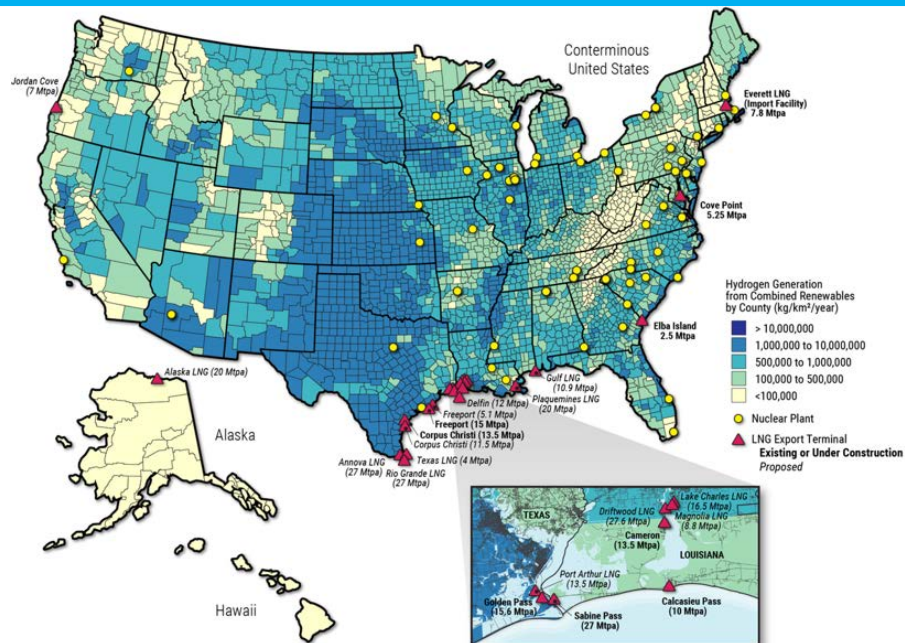 Conterminous
United States
Jordan Cove
(7 Mtpa)
Everett LNG
(Import Facility)
7.8 Mtpa
Cove Point
5.25 Mtpa
Elba Island
2.5 Mtpa
Hydrogen Generation
from Combined Renewables
by County (kg/km²/year)
> 10,000,000
1,000,000 to 10,000,000
500,000 to 1,000,000
100,000 to 500,000
<100,000
Nuclear Plant
LNG Export Terminal
Existing or Under Construction
Proposed
Alaska LNG (20 Mtpa)
Alaska
Hawaii
Gulf LNG
(10.9 Mtpa)
Plaquemines LNG
(20 Mtpa)
Delfin (12 Mtpa)
Freeport (5.1 Mtpa)
Freeport (15 Mtpa)
Corpus Christi (13.5 Mtpa)
Corpus Christi (11.5 Mtpa)
Annova LNG
(27 Mtpa)
Texas LNG (4 Mtpa)
Rio Grande LNG
(27 Mtpa)
TEXAS
Lake Charles LNG
(16.5 Mtpa)
Driftwood LNG
(27.6 Mtpa)
Magnolia LNG
(8.8 Mtpa)
Cameron
(13.5 Mtpa)
LOUISIANA
Port Arthur LNG
(13.5 Mtpa)
Golden Pass
(15,6 Mtpa)
Sabine Pass
(27 Mtpa)
Calcasieu Pass
(10 Mtpa)